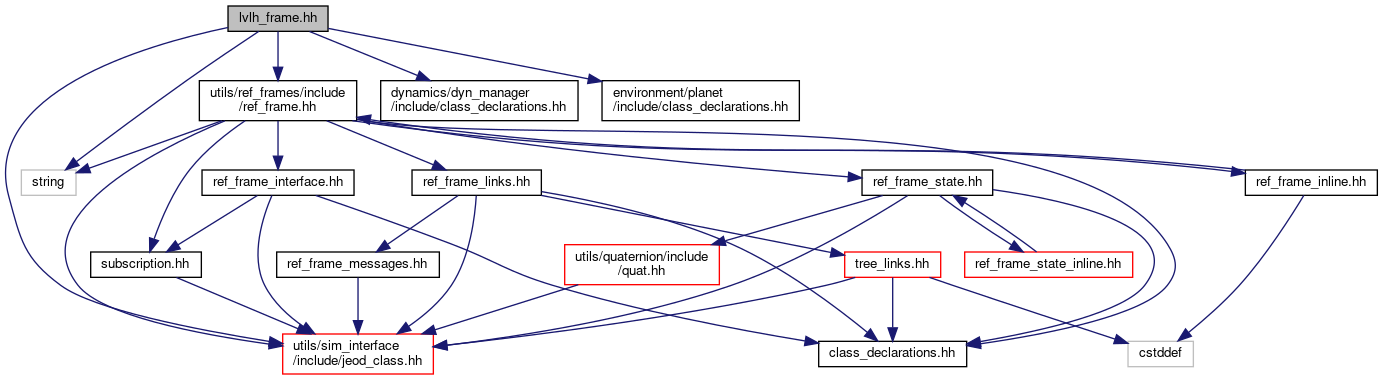 lvlh_frame.hh
utils/ref_frames/include
/ref_frame.hh
dynamics/dyn_manager
/include/class_declarations.hh
environment/planet
/include/class_declarations.hh
string
ref_frame_interface.hh
ref_frame_links.hh
ref_frame_state.hh
ref_frame_inline.hh
subscription.hh
ref_frame_messages.hh
utils/quaternion/include
/quat.hh
tree_links.hh
ref_frame_state_inline.hh
utils/sim_interface
/include/jeod_class.hh
class_declarations.hh
cstddef